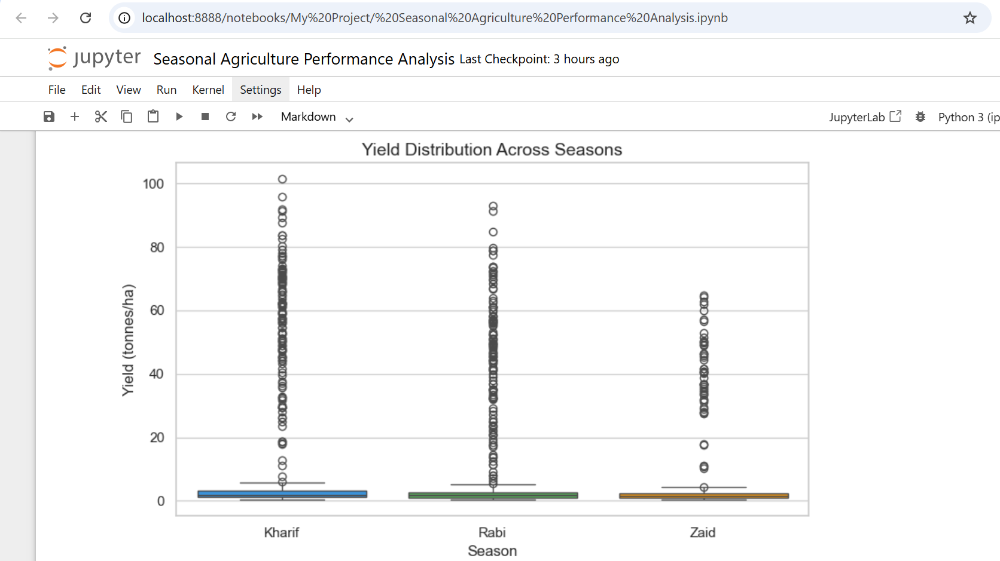 localhost:8888/notebooks/My%20Project/%20Seasonal%20Agriculture%20Performance%20Analysis.ipynb
jupyter Seasonal Agriculture Performance Analysis Last Checkpoint: 3 hours ago
File Edit View Run Kernel Settings Help
Markdown JupyterLab Python 3 (ip
Yield Distribution Across Seasons
100
80
60
40
20
0
Yield (tonnes/ha)
Kharif Rabi Zaid
Season